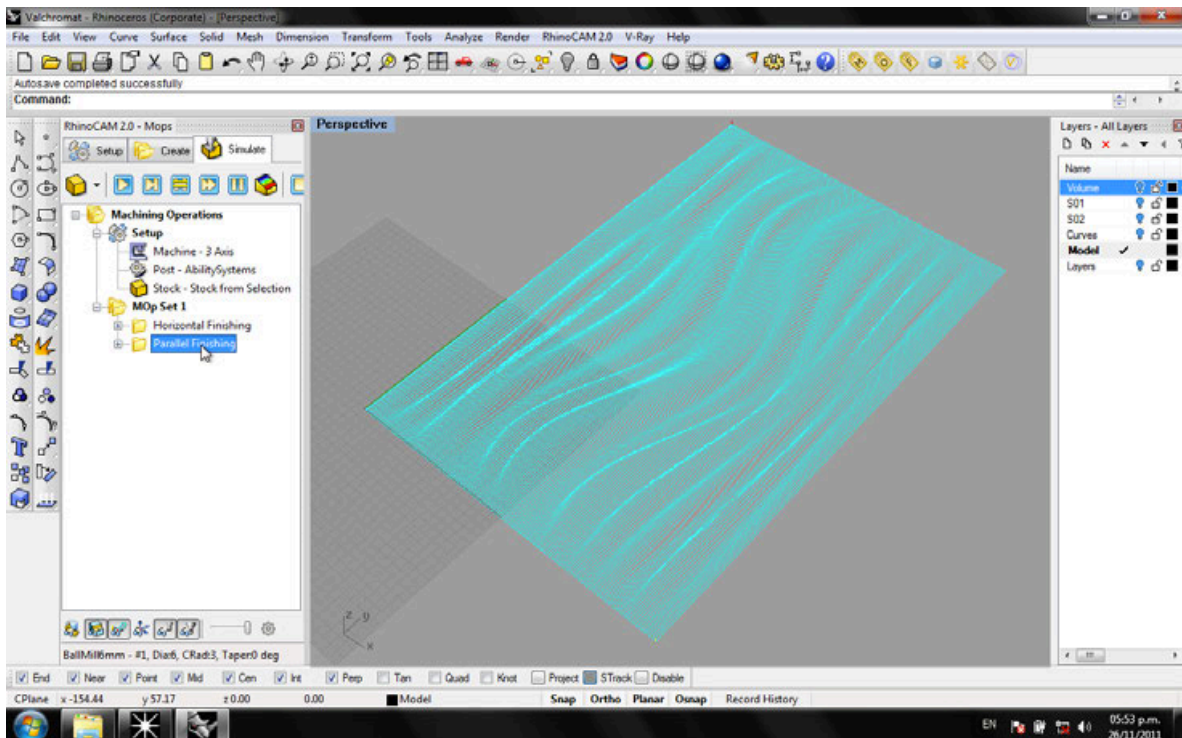 Valchromat - Rhinoceros (Corporate) - [Perspective]
File Edit View Curve Surface Solid Mesh Dimension Transform Tools Analyze Render RhinoCAM 2.0 V-Ray Help
Autosave completed successfully
Command:
RhinoCAM 2.0 - Mops
Setup Create Simulate
Machining Operations
Setup
Machine - 3 Axis
Post - AbilitySystems
Stock - Stock from Selection
MOp Set 1
Horizontal Finishing
Parallel Finishing
BallMill6mm - #1, Dia:6, CRad:3, Taper:0 deg
Perspective
z y
x
Layers - All Layers
Name
Volume
S01
S02
Curves
Model
Layers
End Near Point Mid Cen Int Perp Tan Quad Knot Project STrack Disable
CPlane x -154.44 y 57.17 z 0.00 0.00 Model Snap Ortho Planar Osnap Record History
EN 05:53 p.m.
26/11/2011